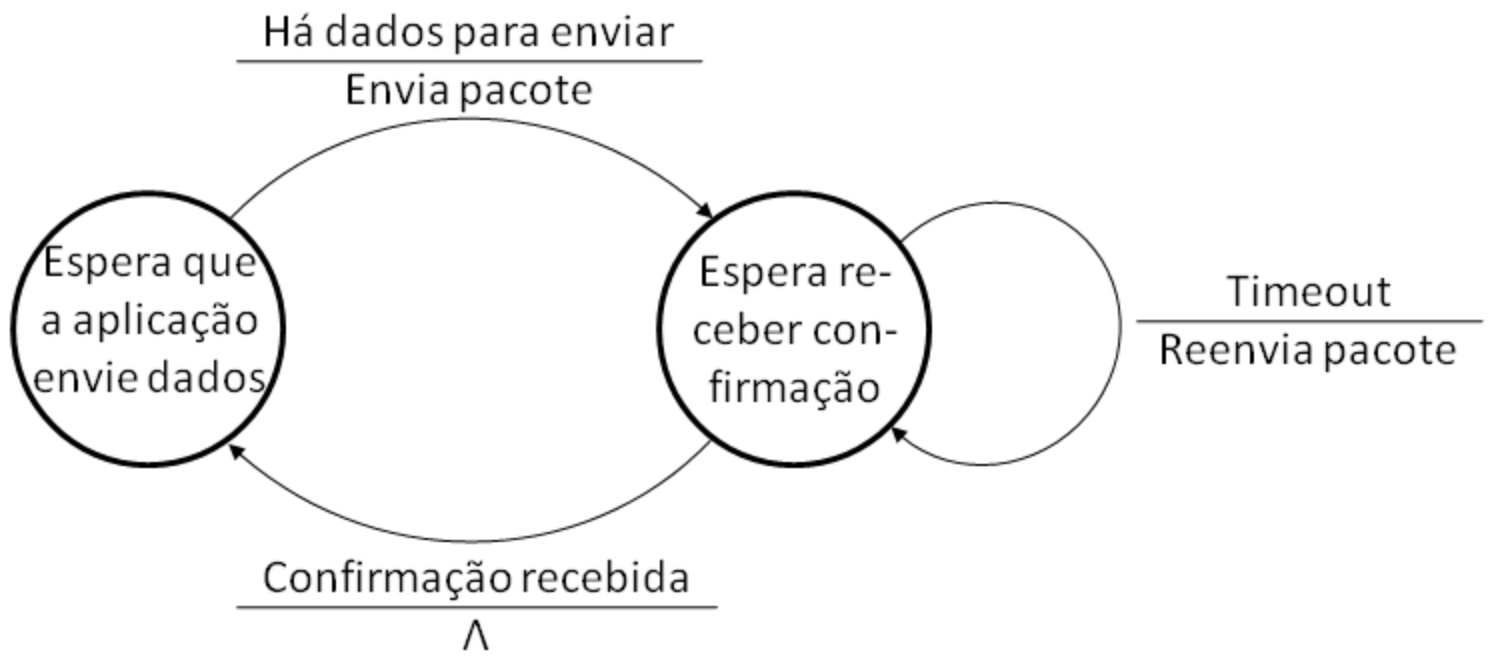 Há dados para enviar
Envia pacote
Espera que
a aplicação
envie dados
Espera re-
ceber con-
firmação
Timeout
Reenvia pacote
Confirmação recebida
Λ